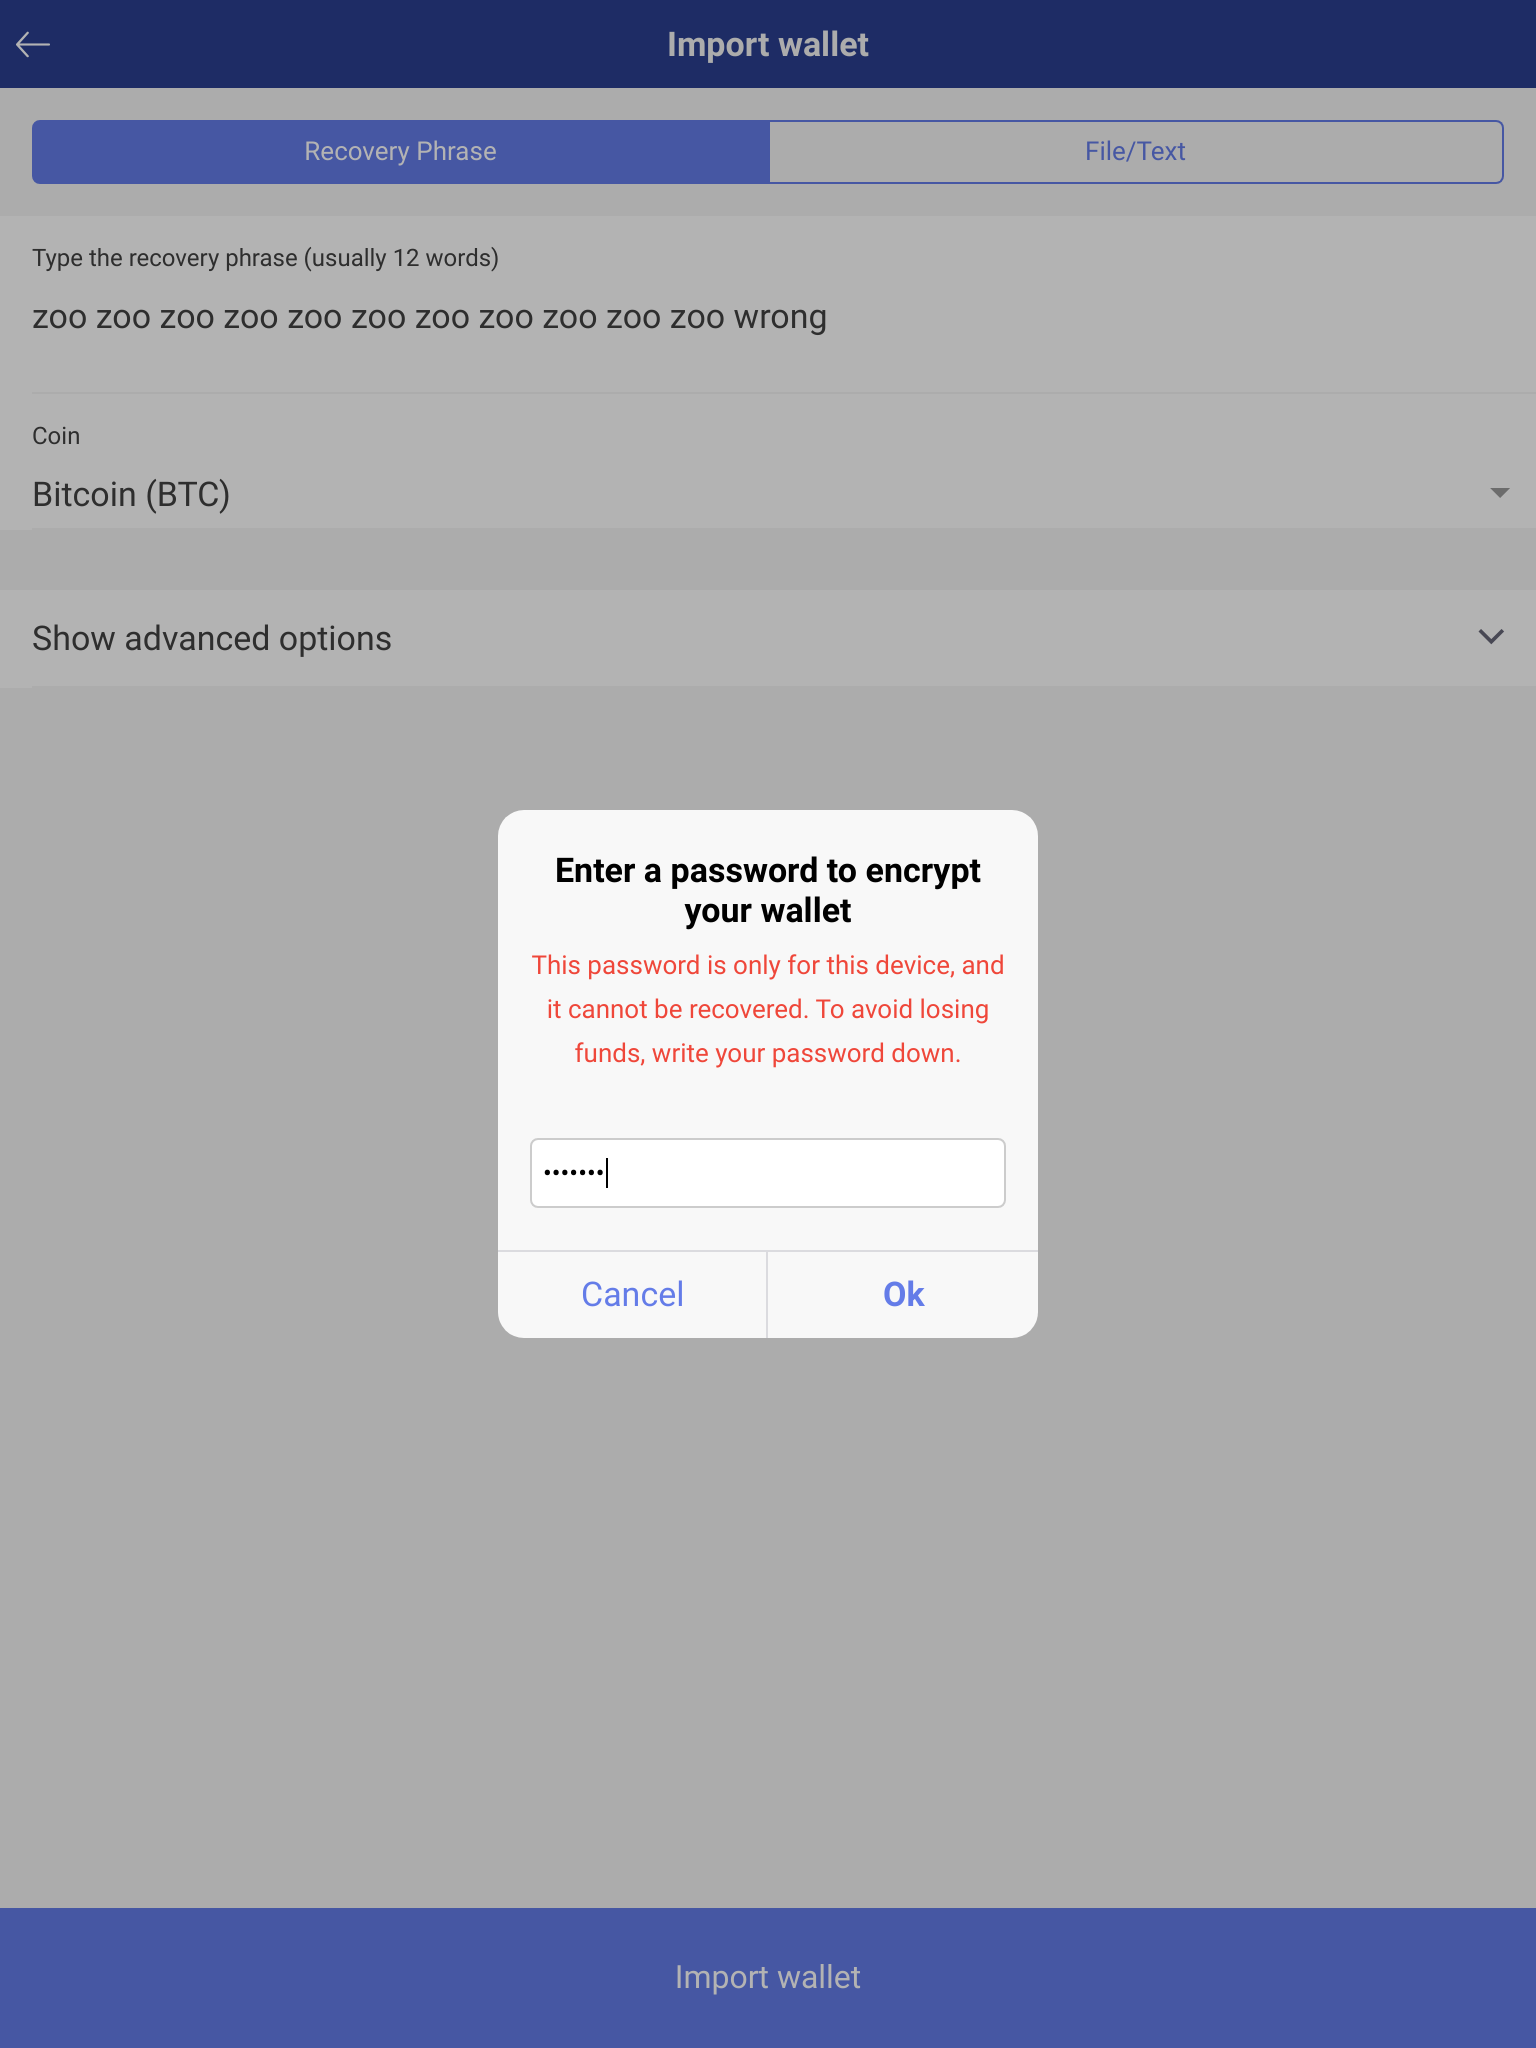 Import wallet
Recovery Phrase
File/Text
Type the recovery phrase (usually 12 words)
zoo zoo zoo zoo zoo zoo zoo zoo zoo zoo zoo wrong
Coin
Bitcoin (BTC)
Show advanced options
Enter a password to encrypt
your wallet
This password is only for this device, and
it cannot be recovered. To avoid losing
funds, write your password down.
•••••••
Cancel
Ok
Import wallet